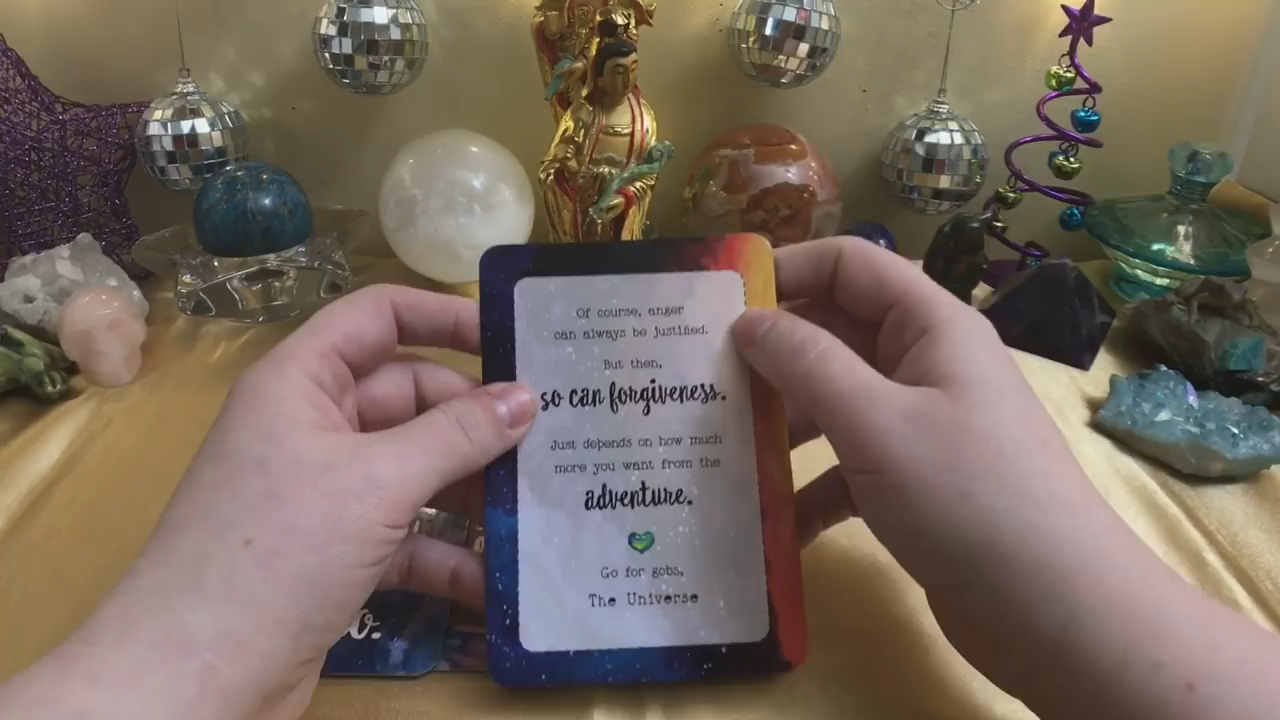 Of course, anger
can always be justified.
But then,
so can forgiveness.
Just depends on how much
more you want from the
adventure.
Go for gobs,
The Universe